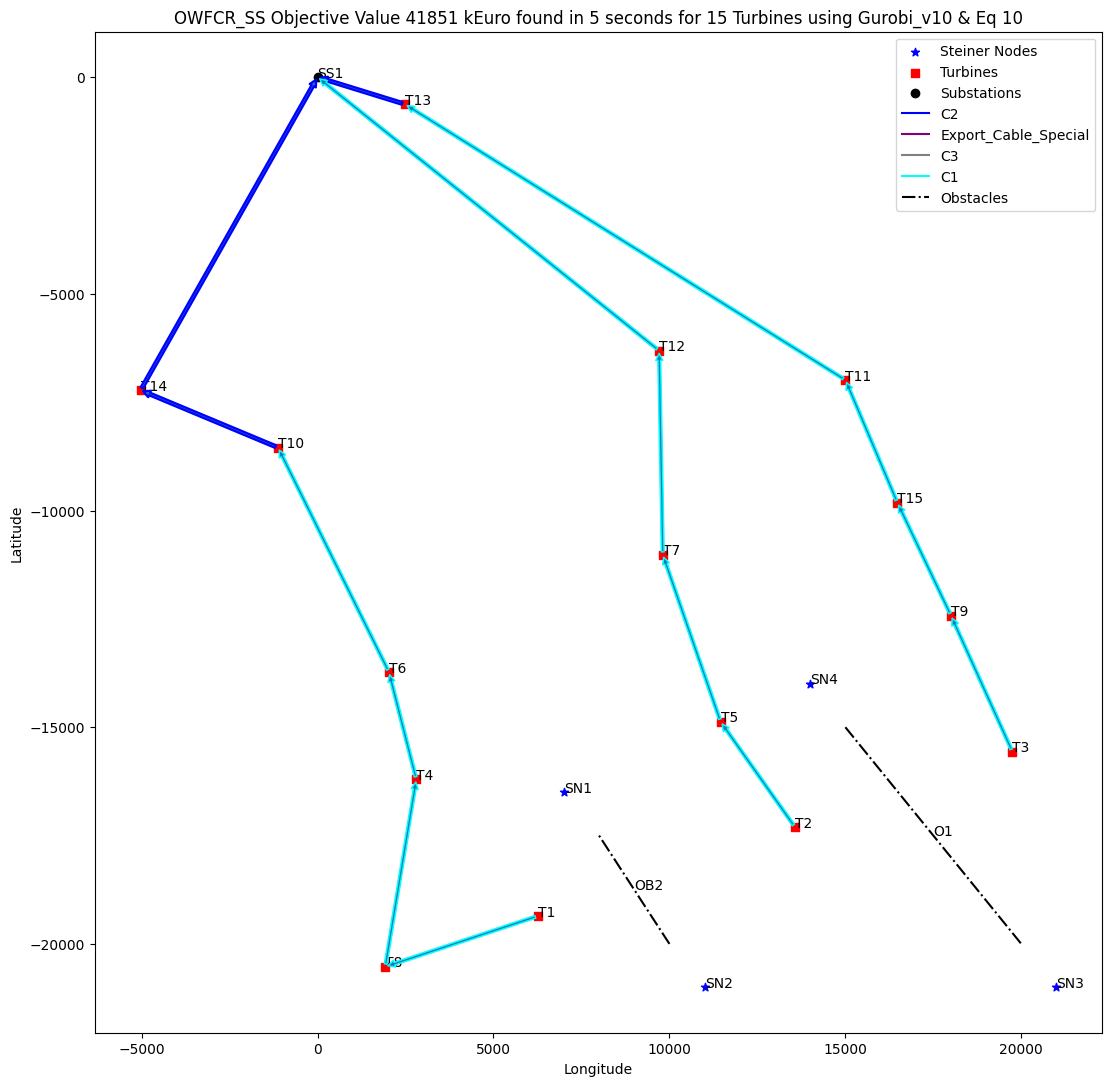 OWFCR_SS Objective Value 41851 kEuro found in 5 seconds for 15 Turbines using Gurobi_v10 & Eq 10
Steiner Nodes
Turbines
Substations
C2
Export_Cable_Special
C3
C1
Obstacles
SS1
T13
T12
T11
T14
T10
T15
T7
T9
T6
SN4
T5
T3
T4
SN1
T2
O1
OB2
T1
T8
SN2
SN3
0
−5000
−10000
−15000
−20000
Latitude
−5000
0
5000
10000
15000
20000
Longitude